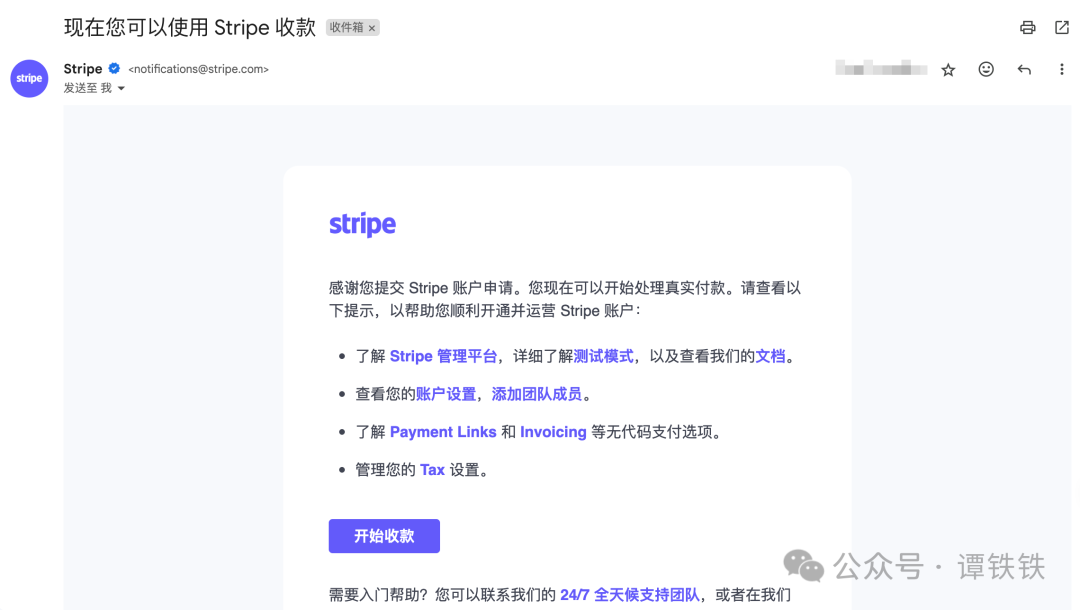 现在您可以使用 Stripe 收款 收件箱 ×
stripe
Stripe <notifications@stripe.com>
发送至 我
stripe
感谢您提交 Stripe 账户申请。您现在可以开始处理真实付款。请查看以
下提示，以帮助您顺利开通并运营 Stripe 账户：
• 了解 Stripe 管理平台，详细了解测试模式，以及查看我们的文档。
• 查看您的账户设置，添加团队成员。
• 了解 Payment Links 和 Invoicing 等无代码支付选项。
• 管理您的 Tax 设置。
开始收款
需要入门帮助？您可以联系我们的 24/7 全天候支持团队，或者在我们
公众号 · 谭铁铁